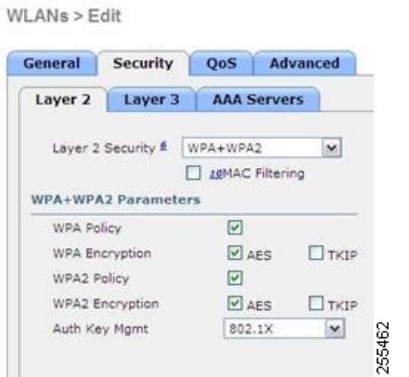 WLANs > Edit
General Security QoS Advanced
Layer 2 Layer 3 AAA Servers
Layer 2 Security 6 WPA+WPA2
10MAC Filtering
WPA+WPA2 Parameters
WPA Policy
WPA Encryption AES TKIP
WPA2 Policy
WPA2 Encryption AES TKIP
Auth Key Mgmt 802.1X
255462